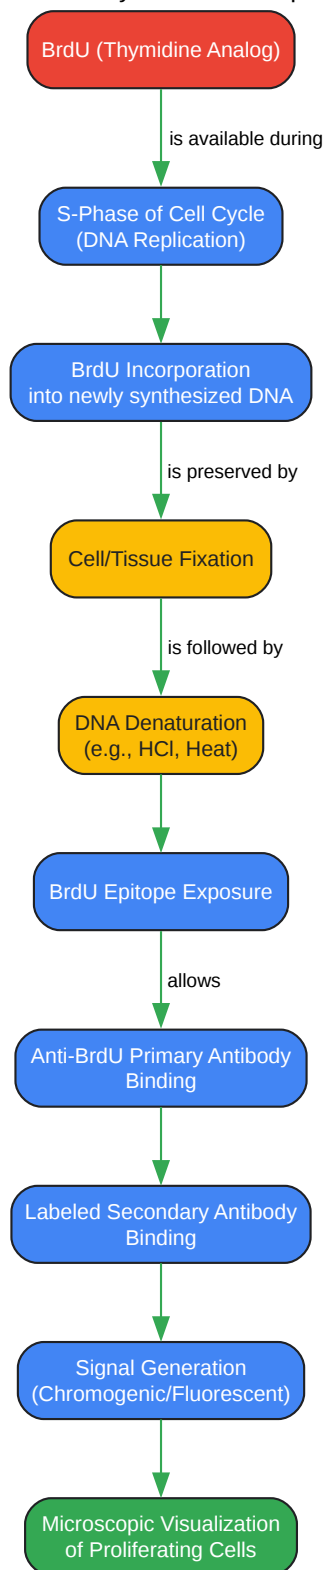 BrdU (Thymidine Analog)
is available during
S-Phase of Cell Cycle
(DNA Replication)
BrdU Incorporation
into newly synthesized DNA
is preserved by
Cell/Tissue Fixation
is followed by
DNA Denaturation
(e.g., HCl, Heat)
BrdU Epitope Exposure
allows
Anti-BrdU Primary Antibody
Binding
Labeled Secondary Antibody
Binding
Signal Generation
(Chromogenic/Fluorescent)
Microscopic Visualization
of Proliferating Cells